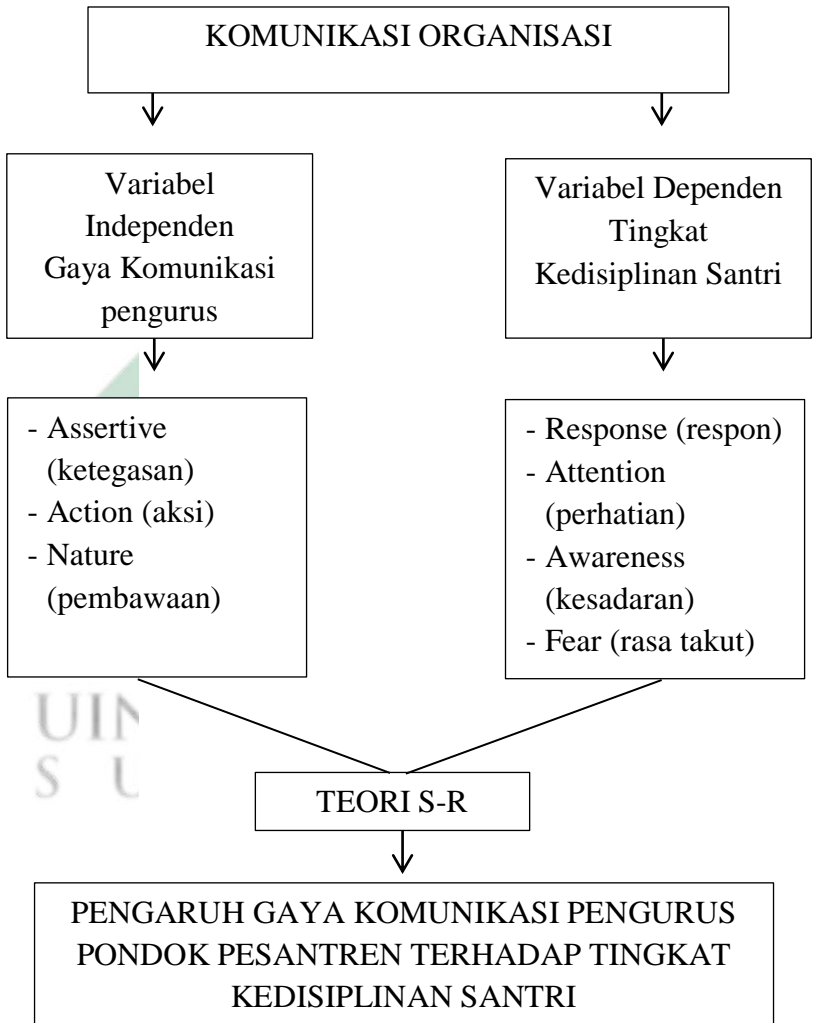 KOMUNIKASI ORGANISASI
Variabel
Independen
Gaya Komunikasi
pengurus
Variabel Dependen
Tingkat
Kedisiplinan Santri
- Assertive
(ketegasan)
- Action (aksi)
- Nature
(pembawaan)
- Response (respon)
- Attention
(perhatian)
- Awareness
(kesadaran)
- Fear (rasa takut)
TEORI S-R
PENGARUH GAYA KOMUNIKASI PENGURUS
PONDOK PESANTREN TERHADAP TINGKAT
KEDISIPLINAN SANTRI